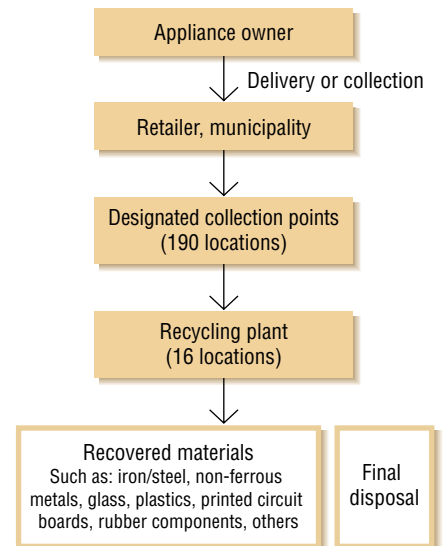 Appliance owner
Delivery or collection
Retailer, municipality
Designated collection points
(190 locations)
Recycling plant
(16 locations)
Recovered materials
Such as: iron/steel, non-ferrous
metals, glass, plastics, printed circuit
boards, rubber components, others
Final
disposal